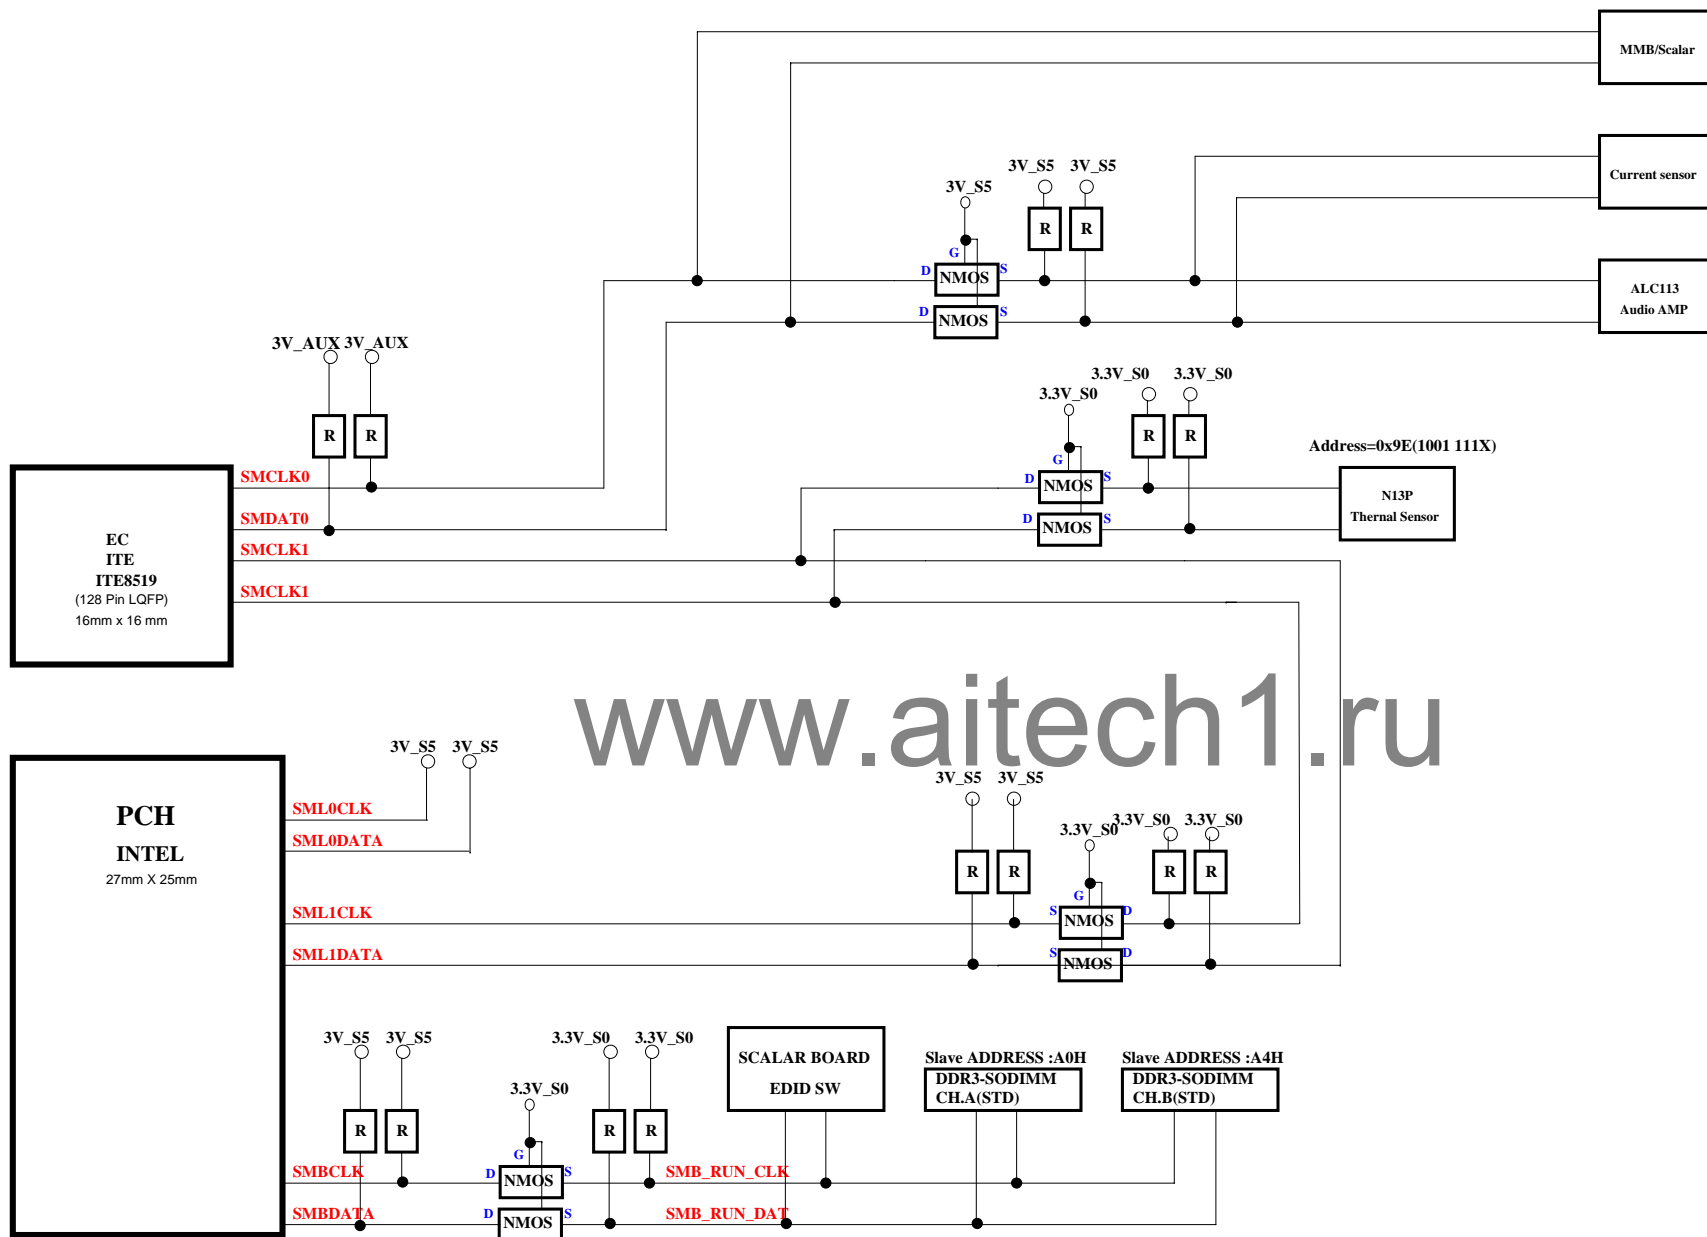 MMB/Scalar
Current sensor
ALC113
Audio AMP
3V_S5
3V_S5
3V_S5
G
D
NMOS
S
D
NMOS
S
R
R
3V_AUX
3V_AUX
R
R
3.3V_S0
3.3V_S0
3.3V_S0
R
R
G
D
NMOS
S
D
NMOS
S
Address=0x9E(1001 111X)
N13P
Thernal Sensor
SMCLK0
SMDAT0
SMCLK1
SMCLK1
EC
ITE
ITE8519
(128 Pin LQFP)
16mm x 16 mm
www.aitech1.ru
PCH
INTEL
27mm X 25mm
3V_S5
3V_S5
SML0CLK
SML0DATA
SML1CLK
SML1DATA
3V_S5
3V_S5
R
R
3.3V_S0
3.3V_S0
3.3V_S0
R
R
G
S
NMOS
D
S
NMOS
D
3V_S5
3V_S5
R
R
3.3V_S0
3.3V_S0
3.3V_S0
R
R
G
SMBCLK
D
NMOS
S
SMB_RUN_CLK
SMBDATA
D
NMOS
S
SMB_RUN_DAT
SCALAR BOARD
EDID SW
Slave ADDRESS :A0H
DDR3-SODIMM
CH.A(STD)
Slave ADDRESS :A4H
DDR3-SODIMM
CH.B(STD)